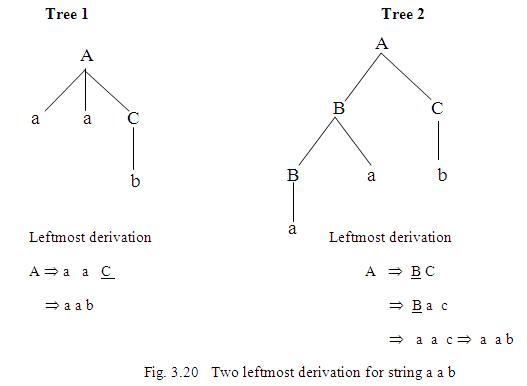 Tree 1
Tree 2
A
a a C
b
A
B C
B a b
a
Leftmost derivation
A ⇒ a a C
⇒ a a b
Leftmost derivation
A ⇒ B C
⇒ B a c
⇒ a a c ⇒ a a b
Fig. 3.20 Two leftmost derivation for string a a b